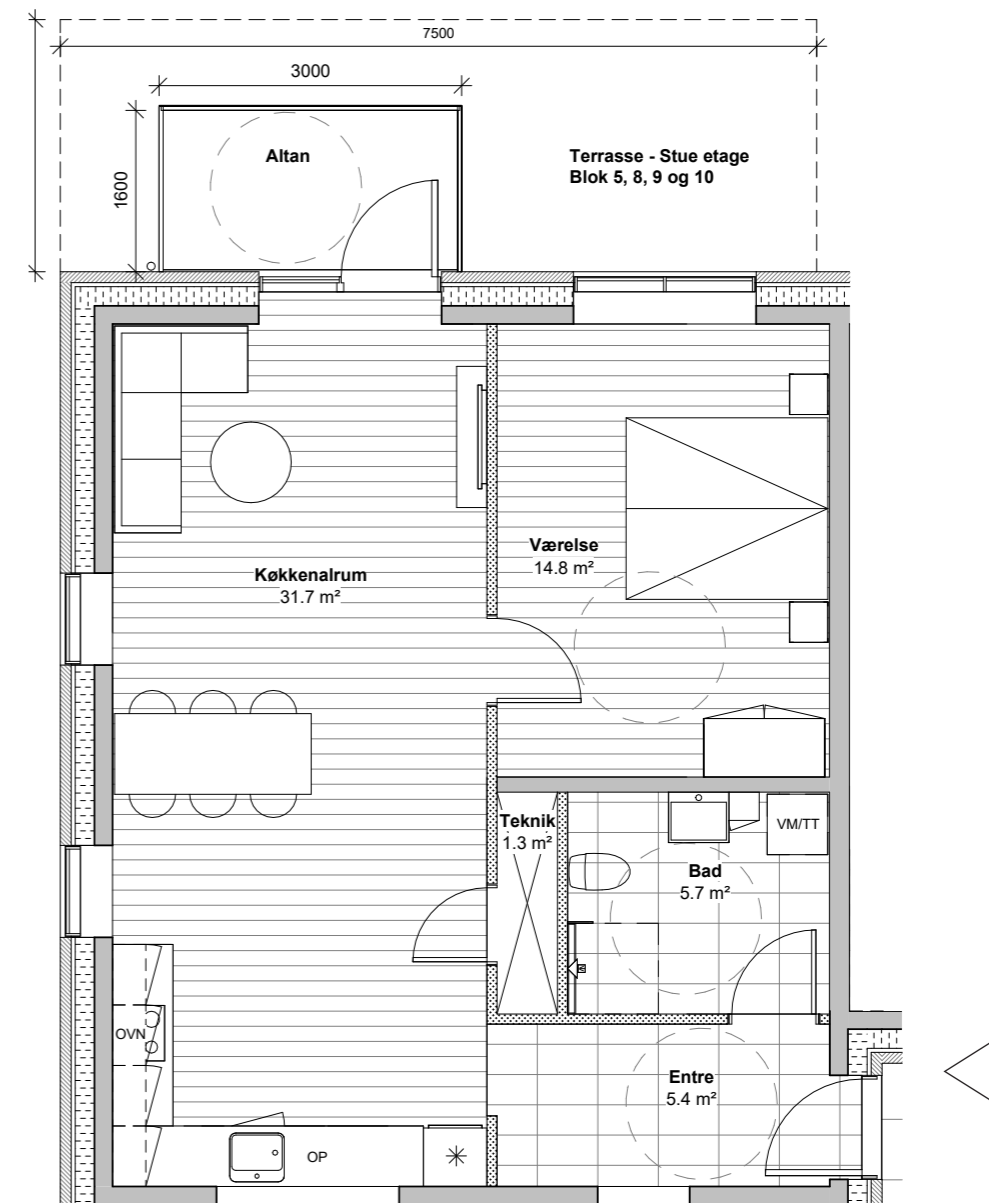 7500
3000
1600
Altan
Terrasse - Stue etage
Blok 5, 8, 9 og 10
Værelse
14.8 m²
Køkkenalrum
31.7 m²
Teknik
1.3 m²
VM/TT
Bad
5.7 m²
OVN
Entre
5.4 m²
OP